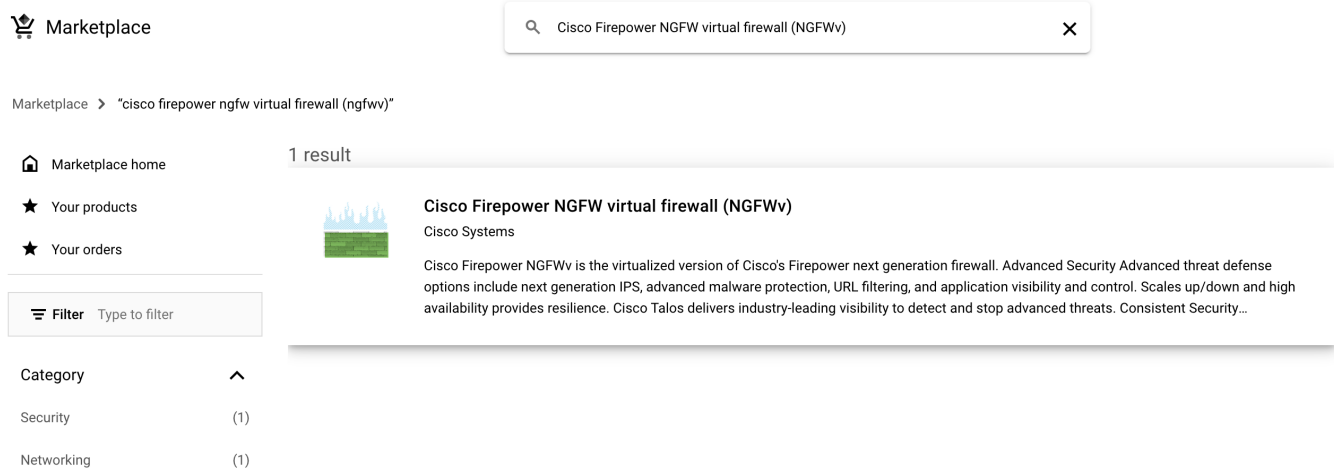 Marketplace
Cisco Firepower NGFW virtual firewall (NGFWv)
Marketplace
“cisco firepower ngfw virtual firewall (ngfwv)”
Marketplace home
Your products
Your orders
Filter Type to filter
Category
Security (1)
Networking (1)
1 result
Cisco Firepower NGFW virtual firewall (NGFWv)
Cisco Systems
Cisco Firepower NGFWv is the virtualized version of Cisco's Firepower next generation firewall. Advanced Security Advanced threat defense
options include next generation IPS, advanced malware protection, URL filtering, and application visibility and control. Scales up/down and high
availability provides resilience. Cisco Talos delivers industry-leading visibility to detect and stop advanced threats. Consistent Security…